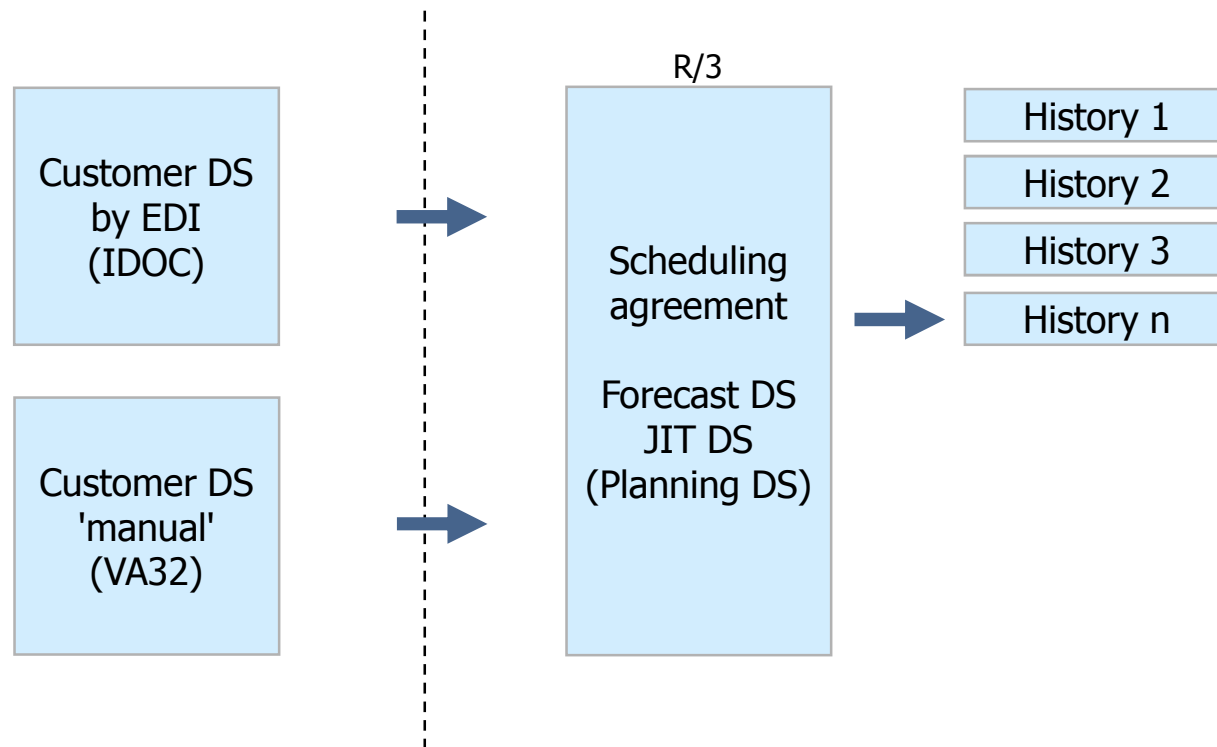 R/3
Customer DS
by EDI
(IDOC)
Customer DS
'manual'
(VA32)
Scheduling
agreement
Forecast DS
JIT DS
(Planning DS)
History 1
History 2
History 3
History n